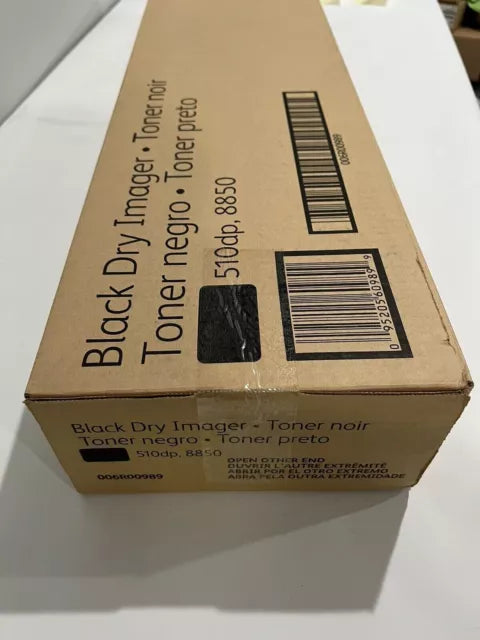 Black Dry Imager • Toner noir
Toner negro • Toner preto
510dp, 8850
006R00989
0 95205 60989 9
Black Dry Imager • Toner noir
Toner negro • Toner preto
510dp, 8850
006R00989
OPEN OTHER END
OUVRIR L'AUTRE EXTRÉMITÉ
ABRIR POR EL OTRO EXTREMO
ABRA PELA OUTRA EXTREMIDADE